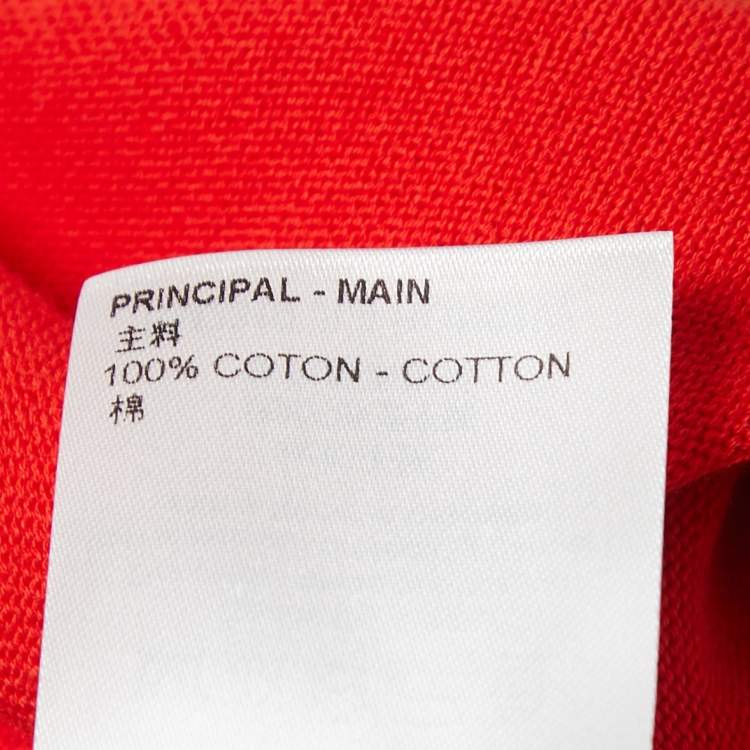 PRINCIPAL - MAIN
主料
100% COTON - COTTON
棉